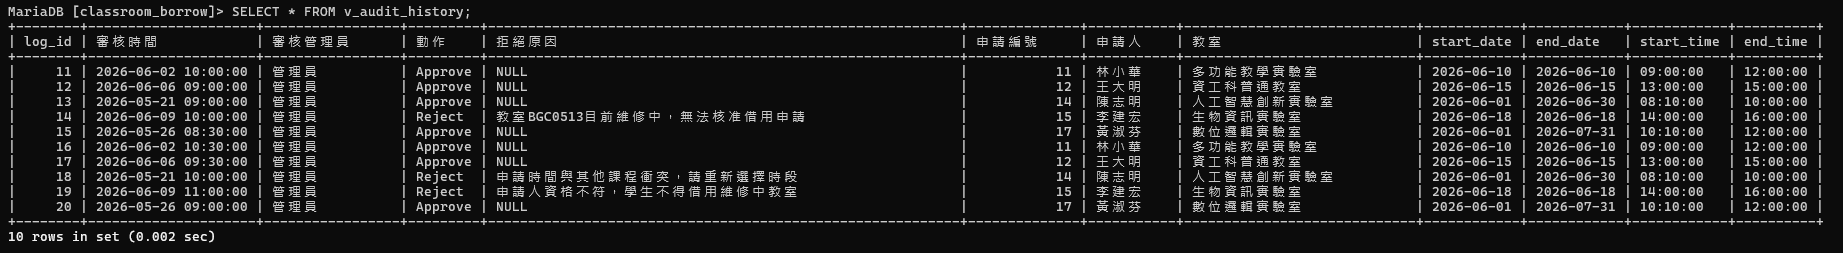 MariaDB [classroom_borrow]> SELECT * FROM v_audit_history;
| log_id | 審核時間 | 審核管理員 | 動作 | 拒絕原因 | 申請編號 | 申請人 | 教室 | start_date | end_date | start_time | end_time |
| 11 | 2026-06-02 10:00:00 | 管理員 | Approve | NULL | 11 | 林小華 | 多功能教學實驗室 | 2026-06-10 | 2026-06-10 | 09:00:00 | 12:00:00 |
| 12 | 2026-06-06 09:00:00 | 管理員 | Approve | NULL | 12 | 王大明 | 資工科普通教室 | 2026-06-15 | 2026-06-15 | 13:00:00 | 15:00:00 |
| 13 | 2026-05-21 09:00:00 | 管理員 | Approve | NULL | 14 | 陳志明 | 人工智慧創新實驗室 | 2026-06-01 | 2026-06-30 | 08:10:00 | 10:00:00 |
| 14 | 2026-06-09 10:00:00 | 管理員 | Reject | 教室BGC0513目前維修中，無法核准借用申請 | 15 | 李建宏 | 生物資訊實驗室 | 2026-06-18 | 2026-06-18 | 14:00:00 | 16:00:00 |
| 15 | 2026-05-26 08:30:00 | 管理員 | Approve | NULL | 17 | 黃淑芬 | 數位邏輯實驗室 | 2026-06-01 | 2026-07-31 | 10:10:00 | 12:00:00 |
| 16 | 2026-06-02 10:30:00 | 管理員 | Approve | NULL | 11 | 林小華 | 多功能教學實驗室 | 2026-06-10 | 2026-06-10 | 09:00:00 | 12:00:00 |
| 17 | 2026-06-06 09:30:00 | 管理員 | Approve | NULL | 12 | 王大明 | 資工科普通教室 | 2026-06-15 | 2026-06-15 | 13:00:00 | 15:00:00 |
| 18 | 2026-05-21 10:00:00 | 管理員 | Reject | 申請時間與其他課程衝突，請重新選擇時段 | 14 | 陳志明 | 人工智慧創新實驗室 | 2026-06-01 | 2026-06-30 | 08:10:00 | 10:00:00 |
| 19 | 2026-06-09 11:00:00 | 管理員 | Reject | 申請人資格不符，學生不得借用維修中教室 | 15 | 李建宏 | 生物資訊實驗室 | 2026-06-18 | 2026-06-18 | 14:00:00 | 16:00:00 |
| 20 | 2026-05-26 09:00:00 | 管理員 | Approve | NULL | 17 | 黃淑芬 | 數位邏輯實驗室 | 2026-06-01 | 2026-07-31 | 10:10:00 | 12:00:00 |
10 rows in set (0.002 sec)